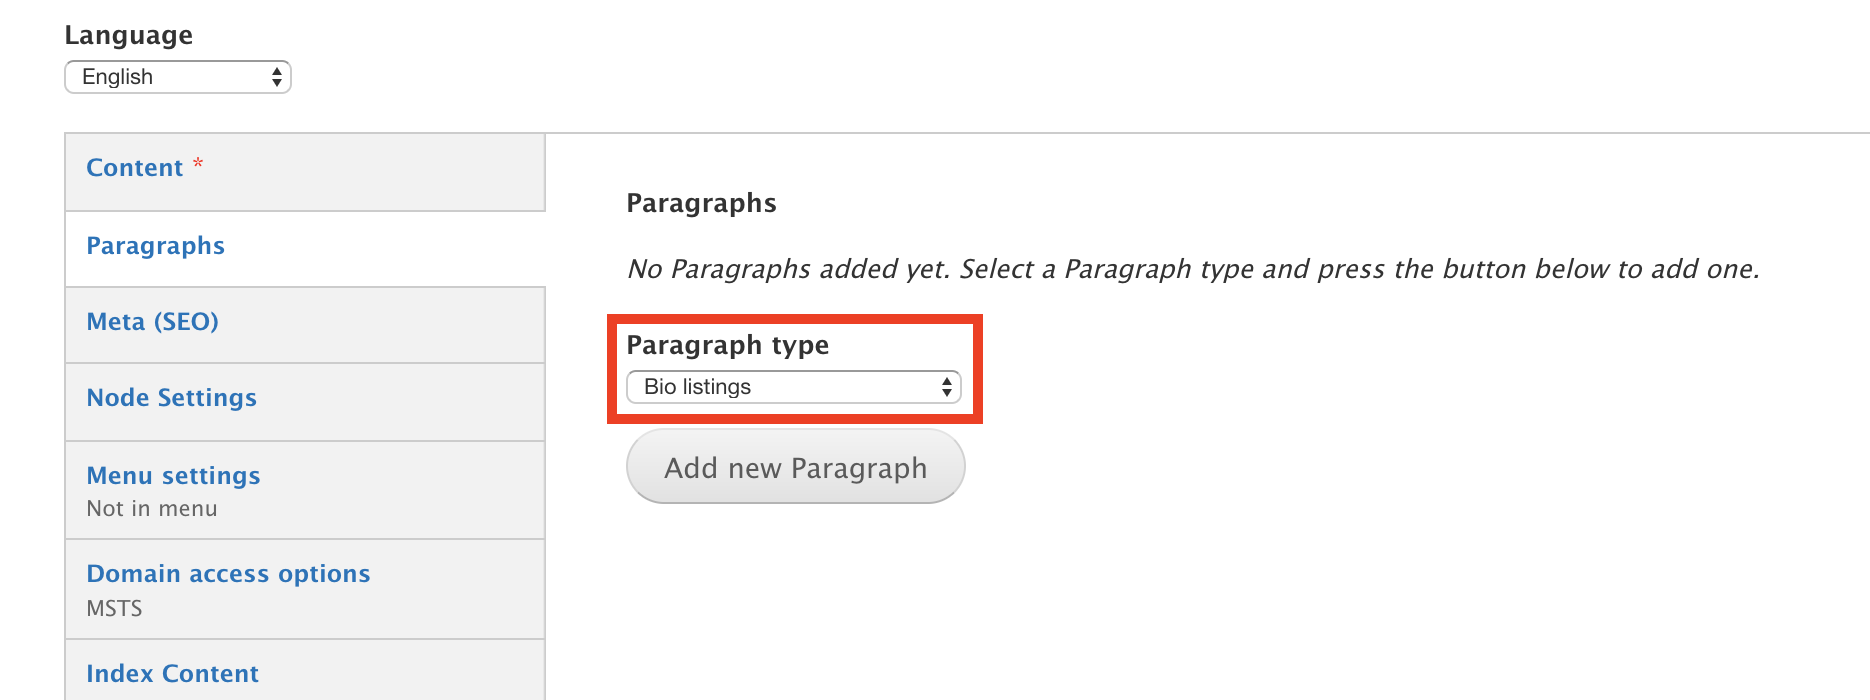 Language
English
Content *
Paragraphs
Meta (SEO)
Node Settings
Menu settings
Not in menu
Domain access options
MSTS
Index Content
Paragraphs
No Paragraphs added yet. Select a Paragraph type and press the button below to add one.
Paragraph type
Bio listings
Add new Paragraph